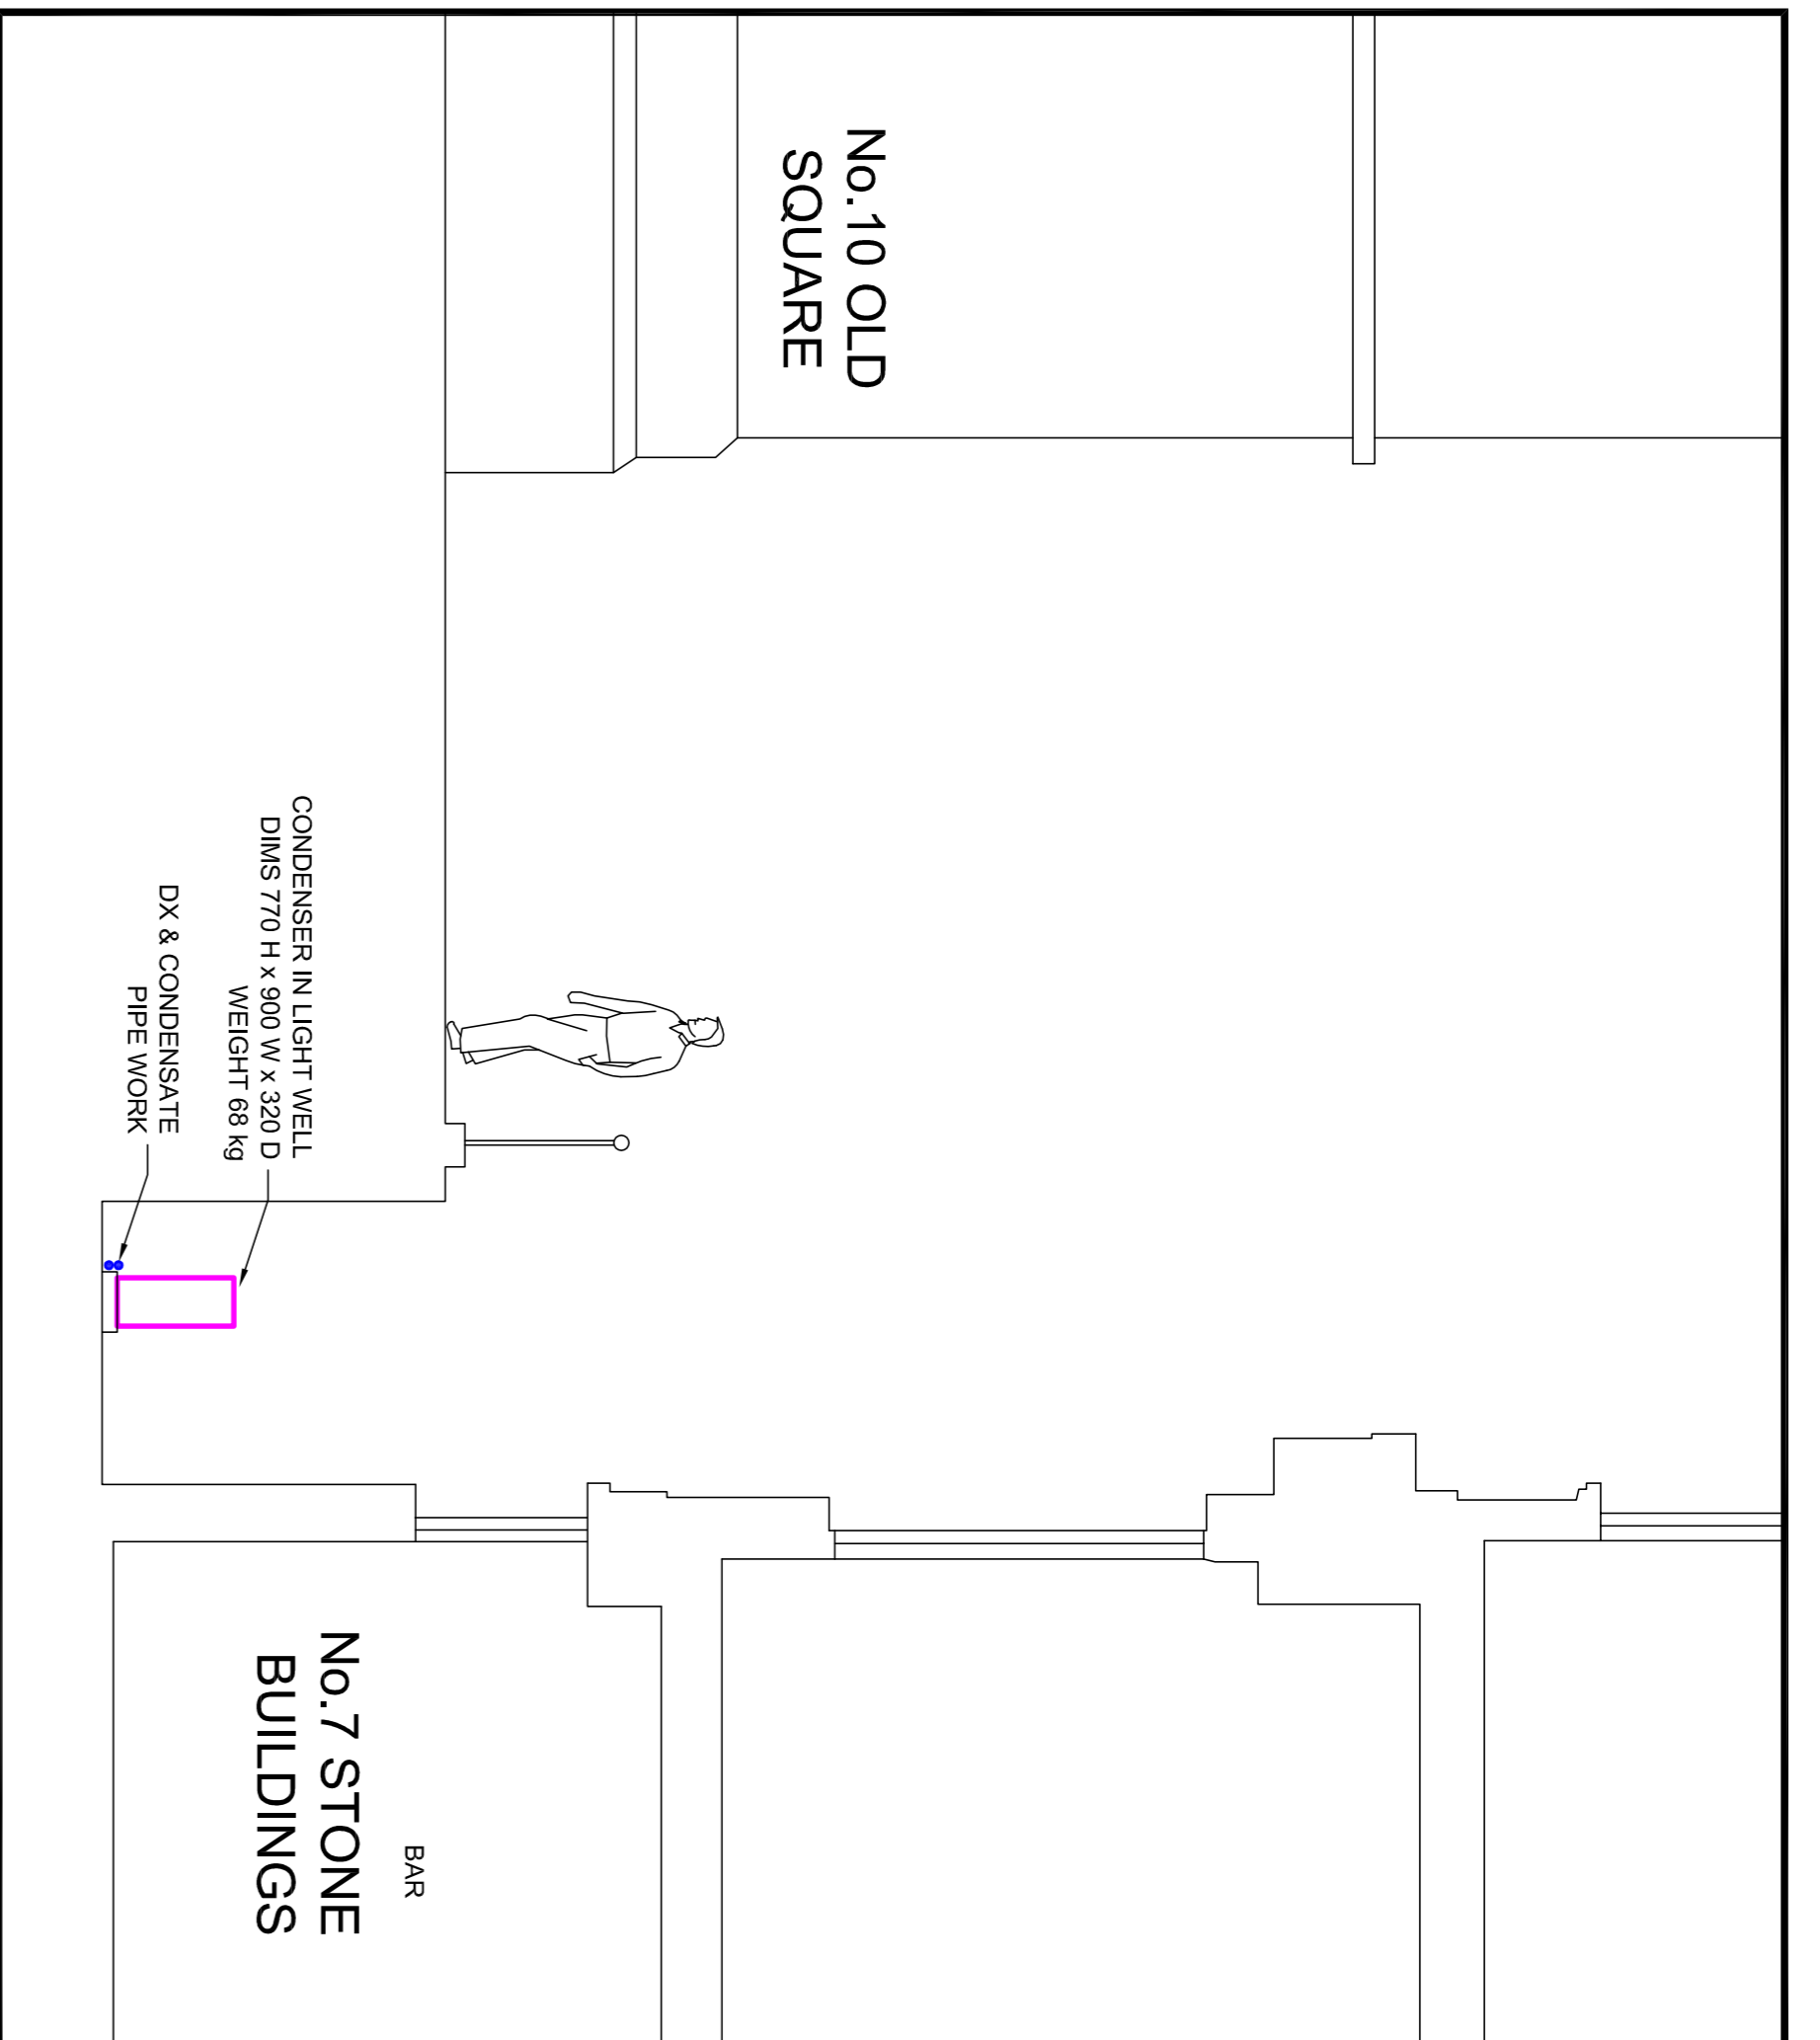 No.10 OLD
SQUARE
CONDENSER IN LIGHT WELL
DIMS 770 H x 900 W x 320 D
WEIGHT 68 kg
DX & CONDENSATE
PIPE WORK
BAR
No.7 STONE
BUILDINGS